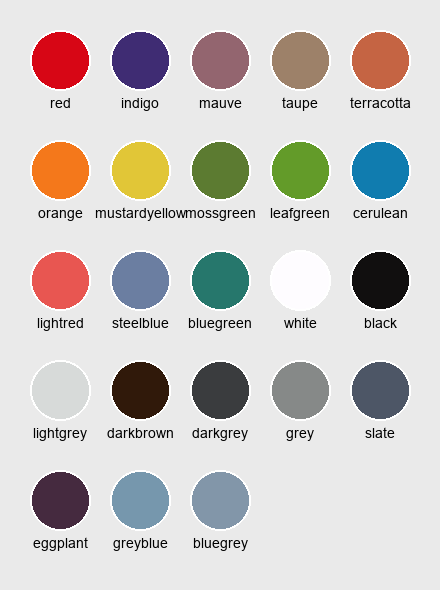 red indigo mauve taupe terracotta
orange mustardyellow mossgreen leafgreen cerulean
lightred steelblue bluegreen white black
lightgrey darkbrown darkgrey grey slate
eggplant greyblue bluegrey